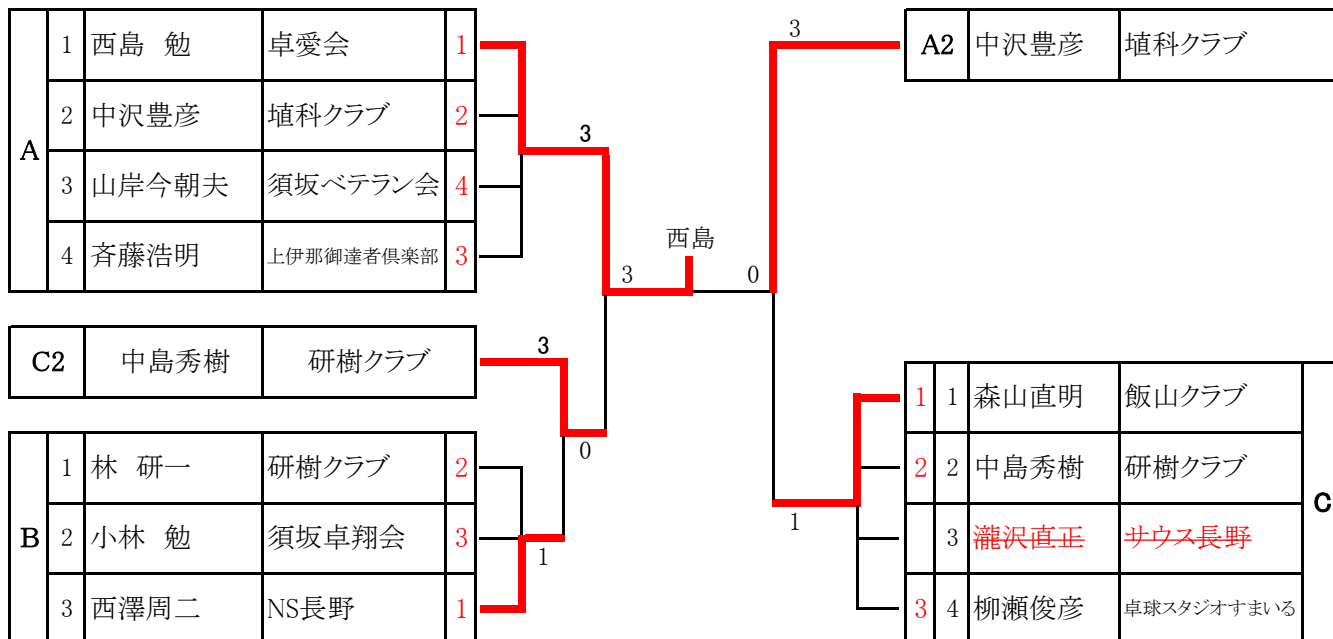 A
1 西島 勉 卓愛会 1
2 中沢豊彦 埴科クラブ 2
3 山岸今朝夫 須坂ベテラン会 4
4 斉藤浩明 上伊那御達者倶楽部 3
3
C2 中島秀樹 研樹クラブ
3
B
1 林 研一 研樹クラブ 2
2 小林 勉 須坂卓翔会 3
3 西澤周二 NS長野 1
1
0
3
西島
0
3
A2 中沢豊彦 埴科クラブ
1
1 1 森山直明 飯山クラブ
2 2 中島秀樹 研樹クラブ
3 瀧沢直正 サウス長野
3 4 柳瀬俊彦 卓球スタジオすまいる
C